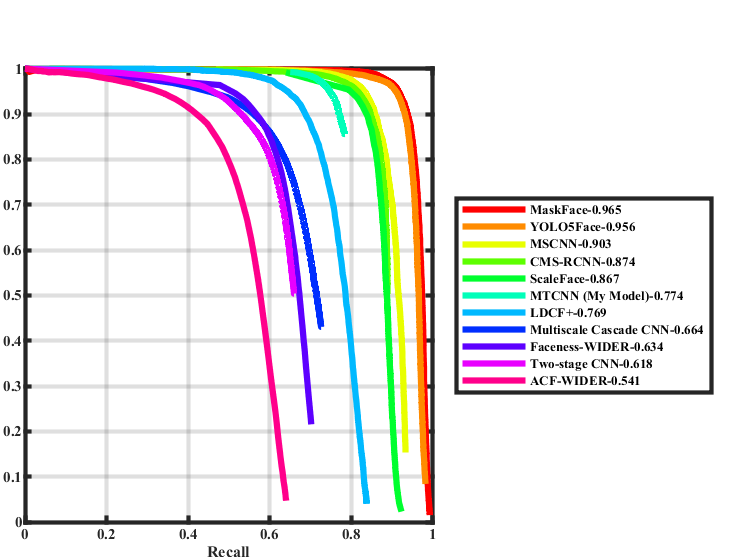 1
0.9
0.8
0.7
0.6
0.5
0.4
0.3
0.2
0.1
0
0 0.2 0.4 0.6 0.8 1
Recall
MaskFace-0.965
YOLO5Face-0.956
MSCNN-0.903
CMS-RCNN-0.874
ScaleFace-0.867
MTCNN (My Model)-0.774
LDCF+-0.769
Multiscale Cascade CNN-0.664
Faceness-WIDER-0.634
Two-stage CNN-0.618
ACF-WIDER-0.541